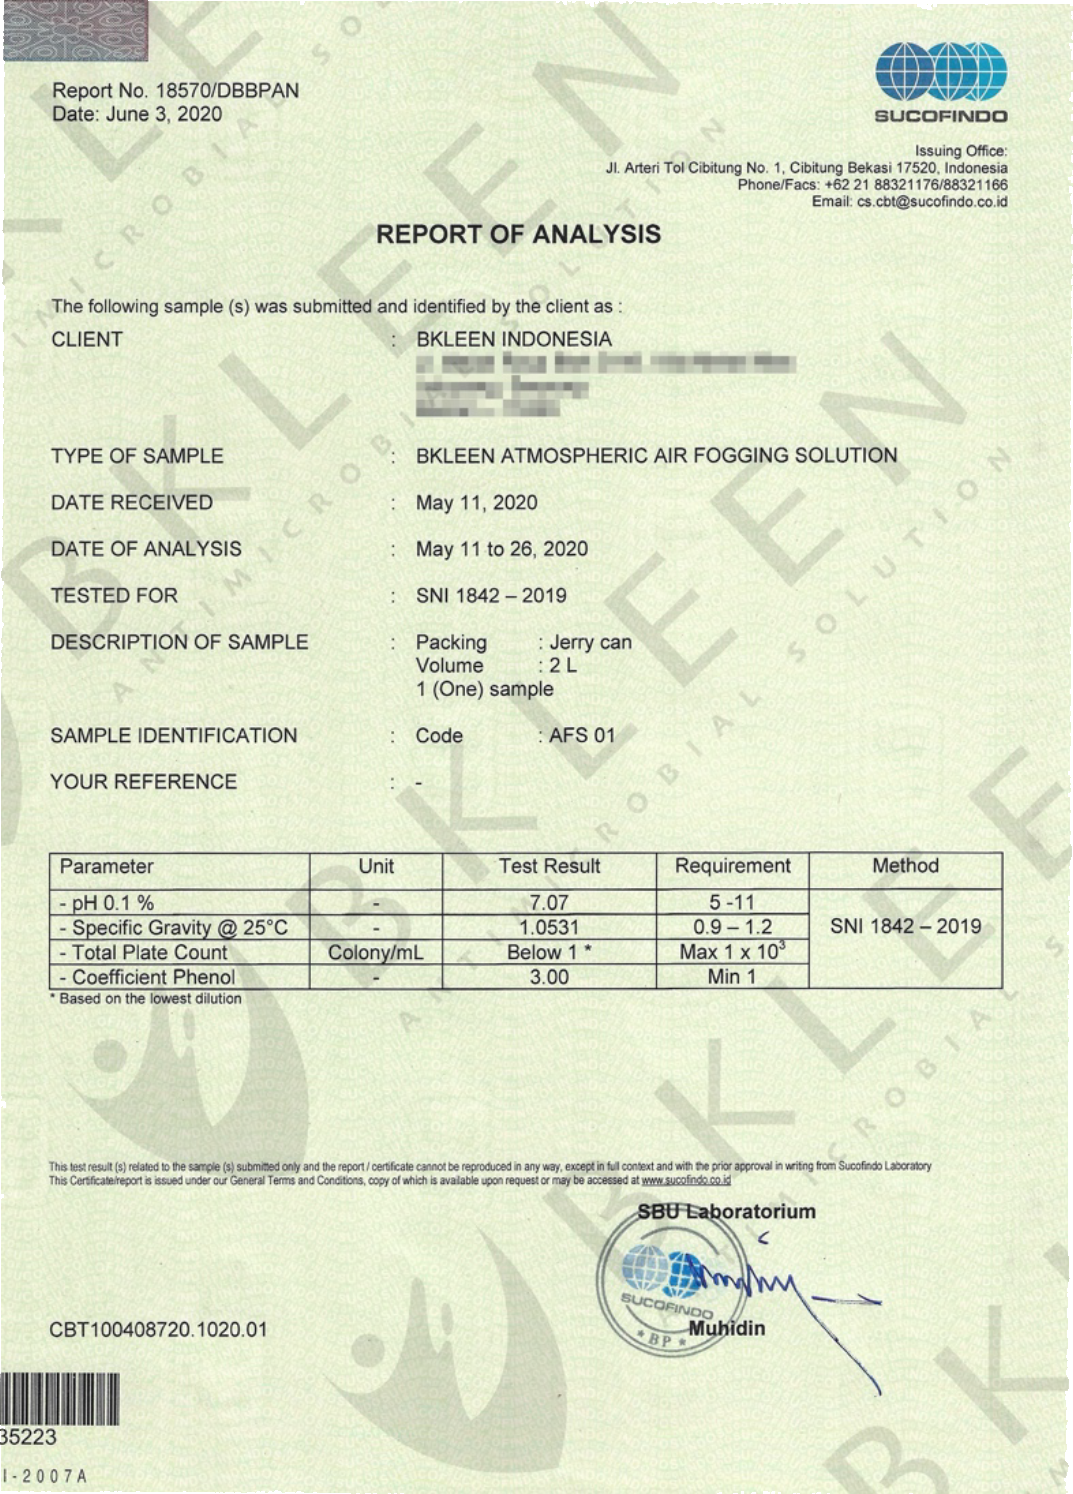 Report No. 18570/DBBPAN
Date: June 3, 2020
SUCOFINDO
Issuing Office:
Jl. Arteri Tol Cibitung No. 1, Cibitung Bekasi 17520, Indonesia
Phone/Facs: +62 21 88321176/88321166
Email: cs.cbt@sucofindo.co.id
REPORT OF ANALYSIS
The following sample (s) was submitted and identified by the client as :
CLIENT : BKLEEN INDONESIA
TYPE OF SAMPLE : BKLEEN ATMOSPHERIC AIR FOGGING SOLUTION
DATE RECEIVED : May 11, 2020
DATE OF ANALYSIS : May 11 to 26, 2020
TESTED FOR : SNI 1842 – 2019
DESCRIPTION OF SAMPLE : Packing : Jerry can
Volume : 2 L
1 (One) sample
SAMPLE IDENTIFICATION : Code : AFS 01
YOUR REFERENCE : -
Parameter Unit Test Result Requirement Method
- pH 0.1 % - 7.07 5 -11
- Specific Gravity @ 25°C - 1.0531 0.9 – 1.2 SNI 1842 – 2019
- Total Plate Count Colony/mL Below 1 * Max 1 x 10³
- Coefficient Phenol - 3.00 Min 1
* Based on the lowest dilution
This test result (s) related to the sample (s) submitted only and the report / certificate cannot be reproduced in any way, except in full context and with the prior approval in writing from Sucofindo Laboratory
This Certificate/report is issued under our General Terms and Conditions, copy of which is available upon request or may be accessed at www.sucofindo.co.id
SBU Laboratorium
SUCOFINDO
* BP *
Muhidin
CBT100408720.1020.01
35223
I-2007A
BKLEEN
ANTIMICROBIAL SOLUTION